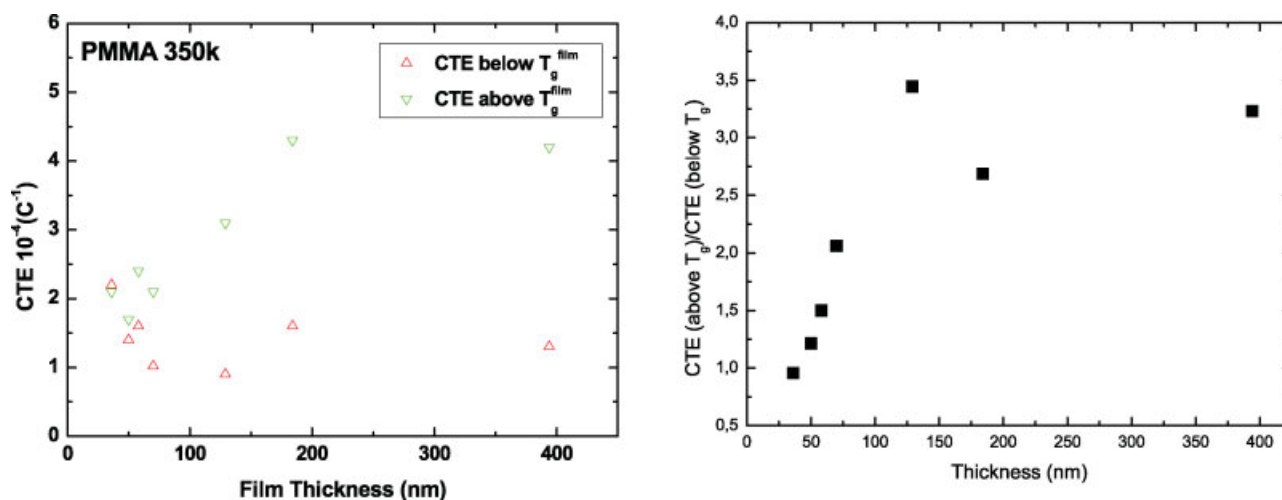 PMMA 350k
CTE below T_g^film
CTE above T_g^film
CTE 10^-4(C^-1)
6
5
4
3
2
1
0
0 100 200 300 400
Film Thickness (nm)
CTE (above T_g)/CTE (below T_g)
4,0
3,5
3,0
2,5
2,0
1,5
1,0
0,5
0 50 100 150 200 250 300 350 400
Thickness (nm)